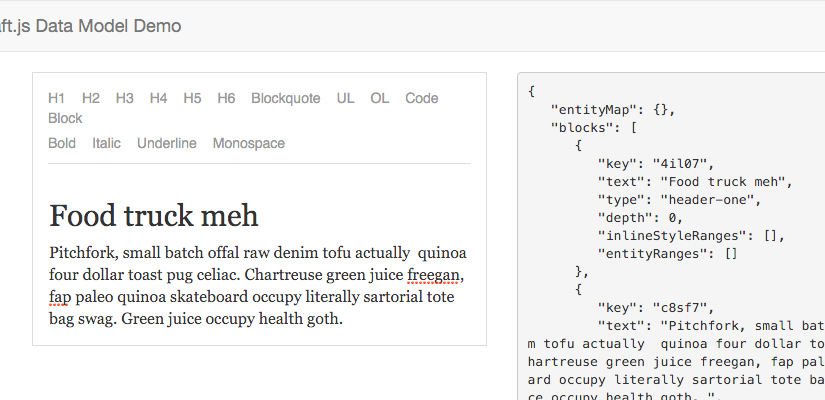 ft.js Data Model Demo
H1 H2 H3 H4 H5 H6 Blockquote UL OL Code
Block
Bold Italic Underline Monospace
Food truck meh
Pitchfork, small batch offal raw denim tofu actually  quinoa
four dollar toast pug celiac. Chartreuse green juice freegan,
fap paleo quinoa skateboard occupy literally sartorial tote
bag swag. Green juice occupy health goth.
{
"entityMap": {},
"blocks": [
{
"key": "4il07",
"text": "Food truck meh",
"type": "header-one",
"depth": 0,
"inlineStyleRanges": [],
"entityRanges": []
},
{
"key": "c8sf7",
"text": "Pitchfork, small bat
m tofu actually  quinoa four dollar to
hartreuse green juice freegan, fap pal
ard occupy literally sartorial tote ba
ce occupy health goth. ",